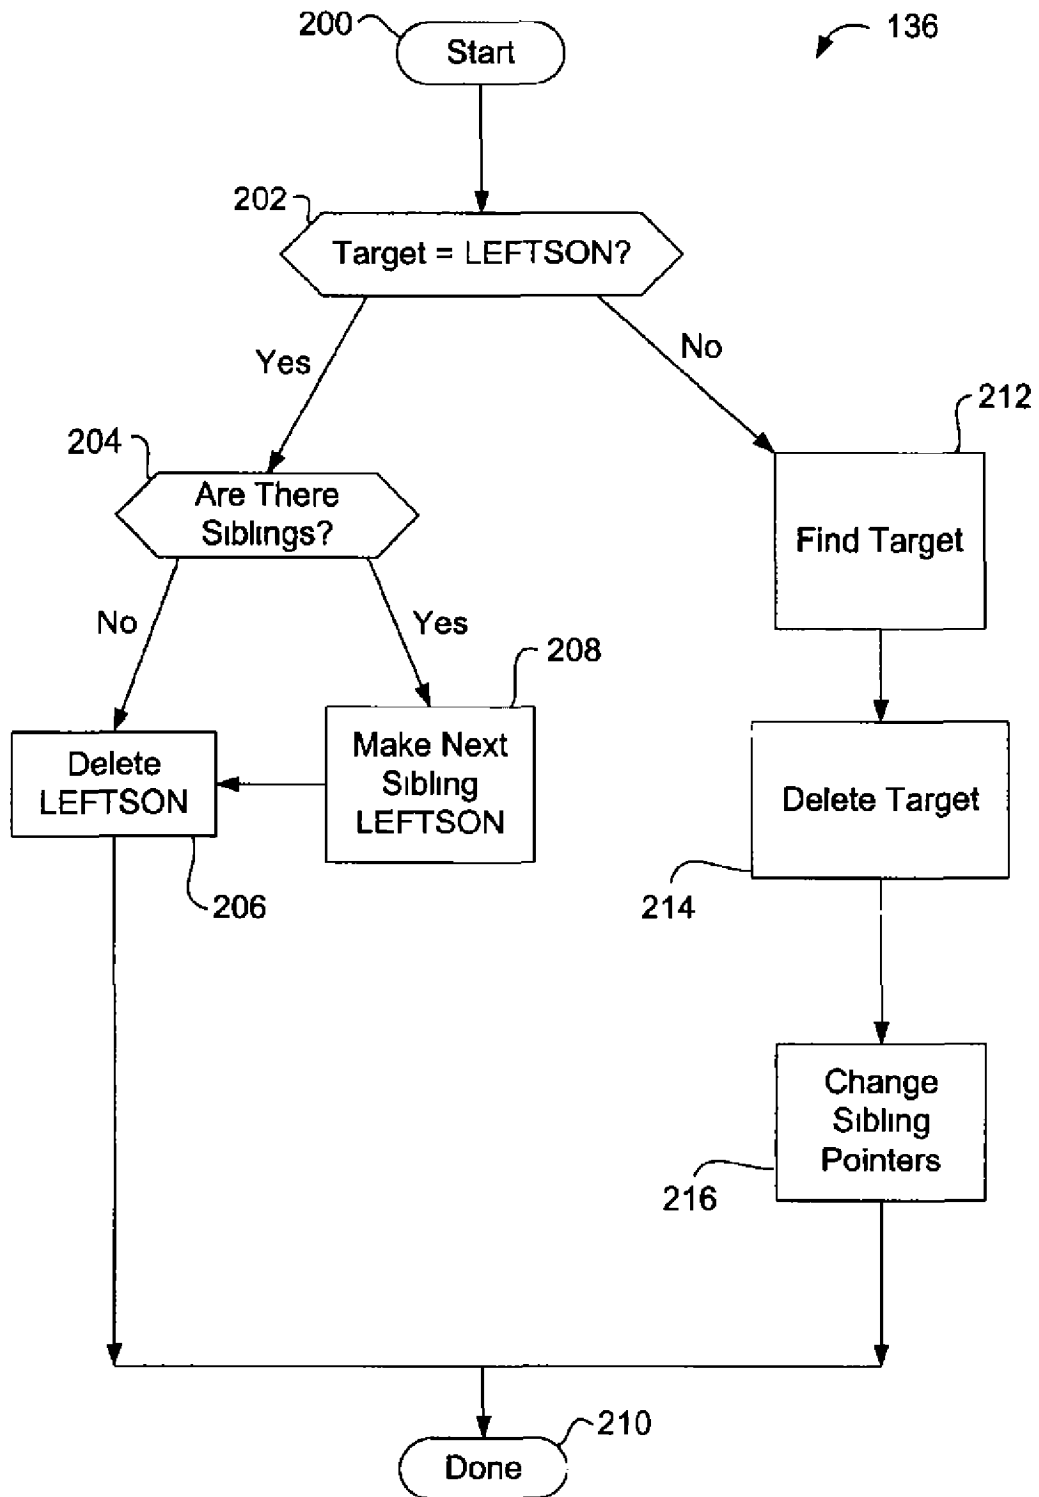 200
Start
136
202
Target = LEFTSON?
Yes
No
212
204
Are There
Siblings?
Find Target
No
Yes
208
Delete
LEFTSON
Make Next
Sibling
LEFTSON
Delete Target
206
214
Change
Sibling
Pointers
216
210
Done